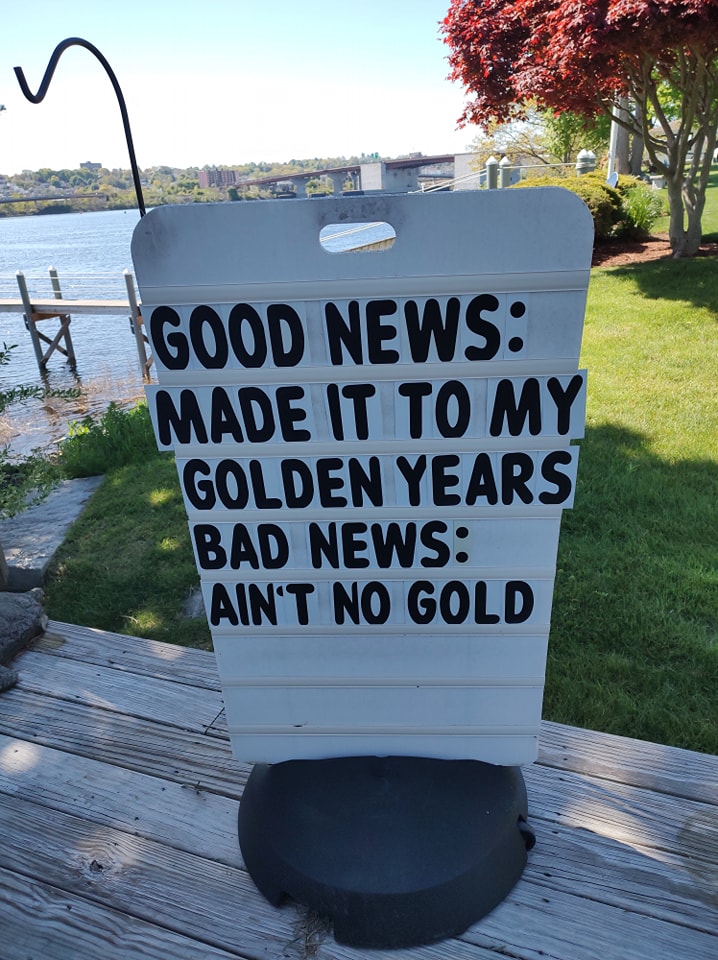 GOOD NEWS:
MADE IT TO MY
GOLDEN YEARS
BAD NEWS:
AIN'T NO GOLD